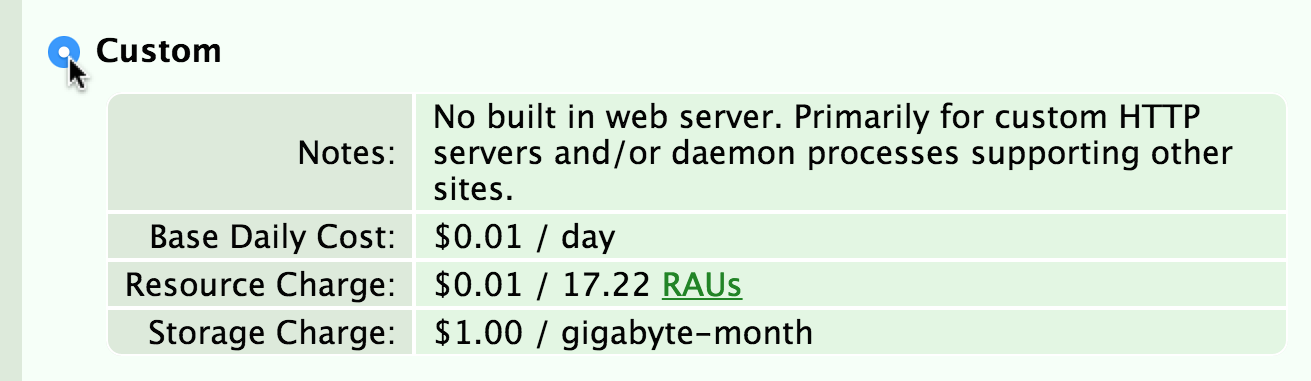 Custom
Notes:
No built in web server. Primarily for custom HTTP
servers and/or daemon processes supporting other
sites.
Base Daily Cost: $0.01 / day
Resource Charge: $0.01 / 17.22 RAUs
Storage Charge: $1.00 / gigabyte-month